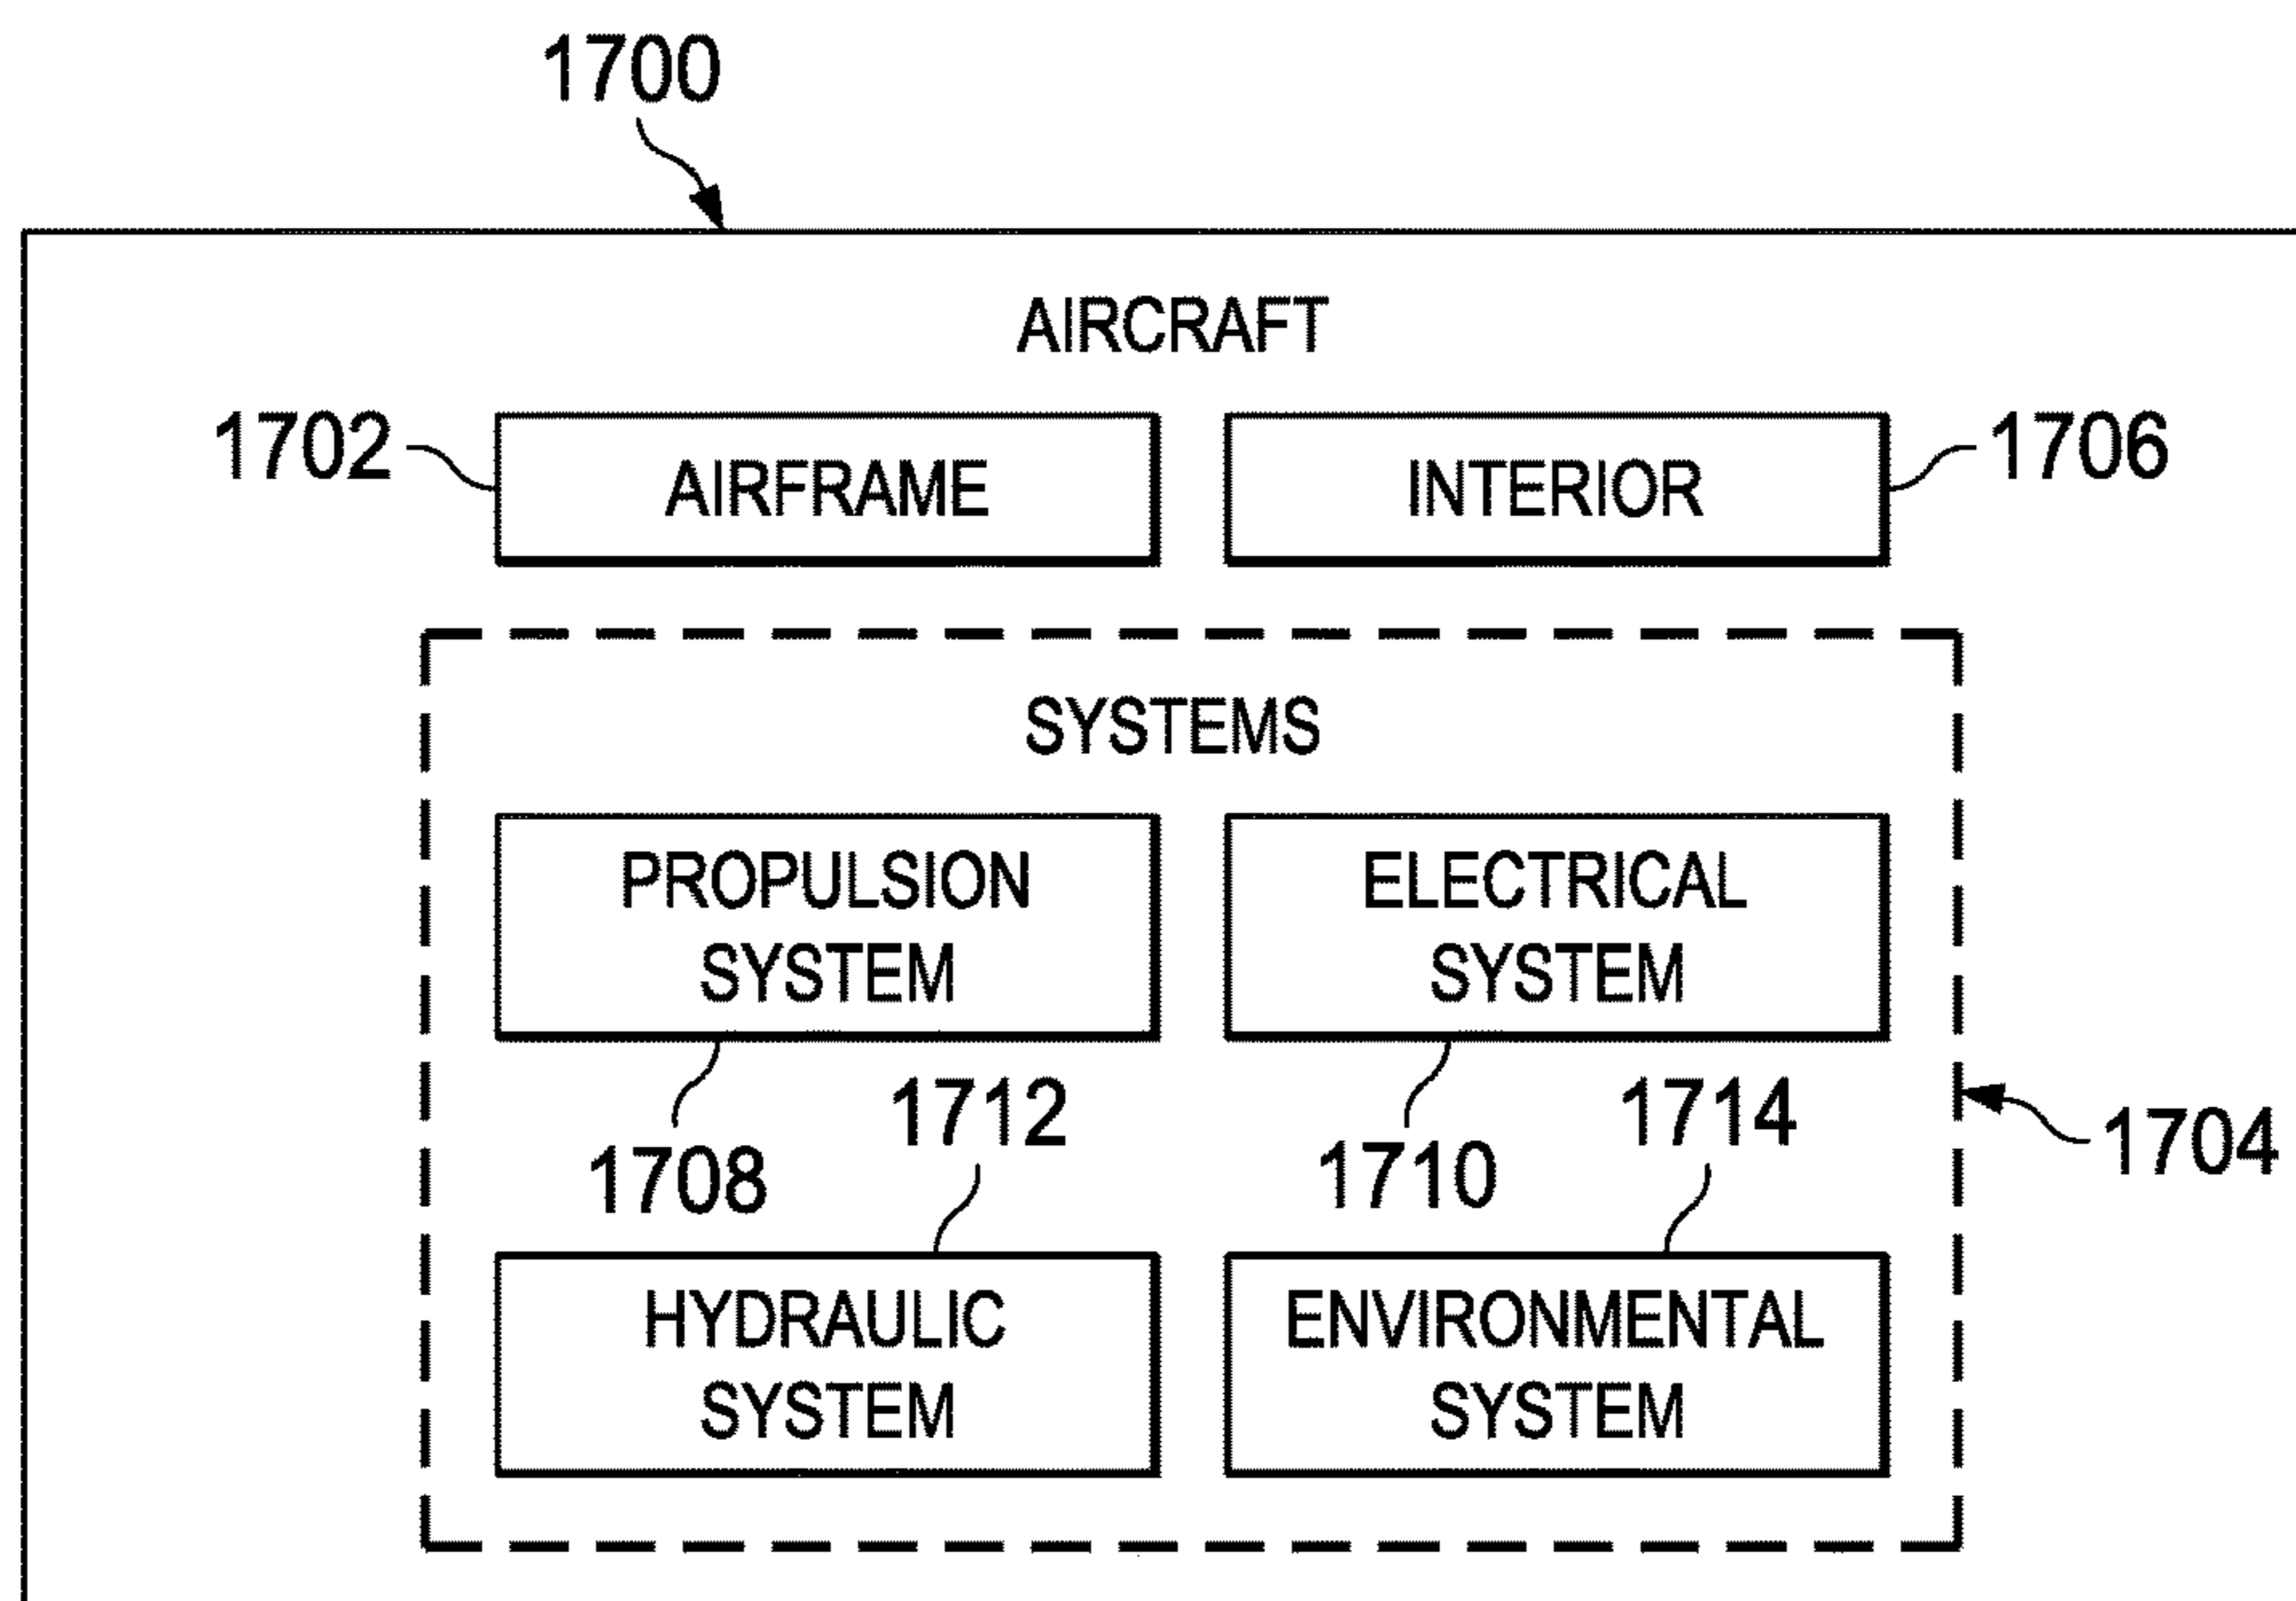 1700
AIRCRAFT
1702
AIRFRAME
INTERIOR
1706
SYSTEMS
PROPULSION
SYSTEM
ELECTRICAL
SYSTEM
1708
1712
1710
1714
1704
HYDRAULIC
SYSTEM
ENVIRONMENTAL
SYSTEM